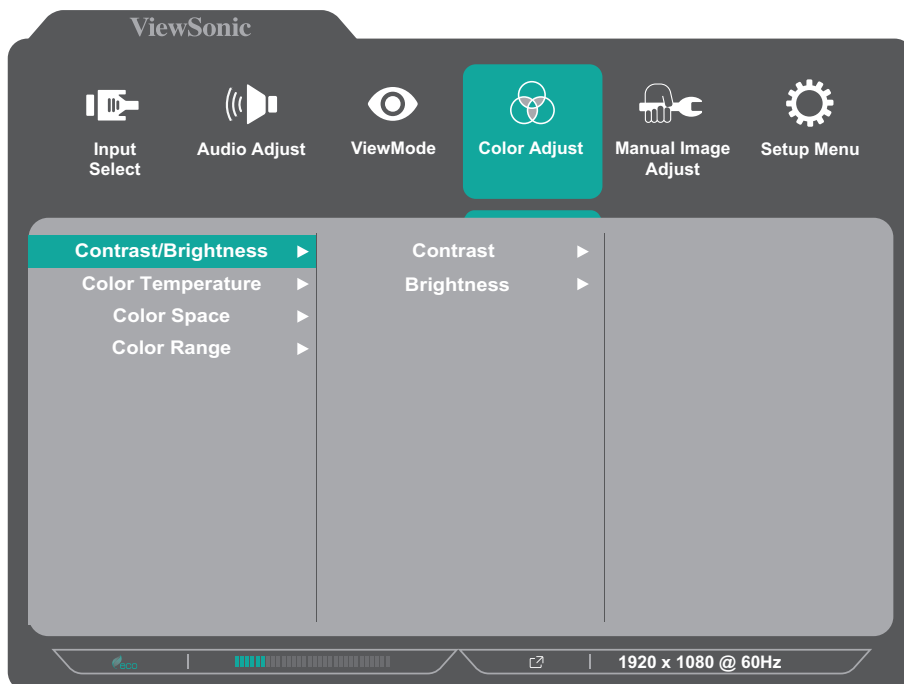 ViewSonic
Input
Select
Audio Adjust
ViewMode
Color Adjust
Manual Image
Adjust
Setup Menu
Contrast/Brightness
Color Temperature
Color Space
Color Range
Contrast
Brightness
eco
1920 x 1080 @ 60Hz